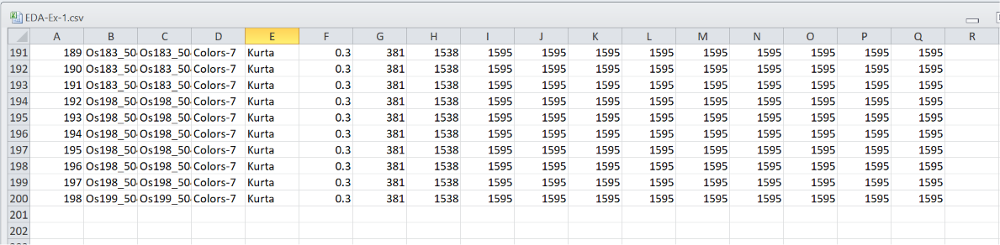 EDA-Ex-1.csv
A B C D E F G H I J K L M N O P Q R
191 189 Os183_50 Os183_50 Colors-7 Kurta 0.3 381 1538 1595 1595 1595 1595 1595 1595 1595 1595 1595
192 190 Os183_50 Os183_50 Colors-7 Kurta 0.3 381 1538 1595 1595 1595 1595 1595 1595 1595 1595 1595
193 191 Os183_50 Os183_50 Colors-7 Kurta 0.3 381 1538 1595 1595 1595 1595 1595 1595 1595 1595 1595
194 192 Os198_50 Os198_50 Colors-7 Kurta 0.3 381 1538 1595 1595 1595 1595 1595 1595 1595 1595 1595
195 193 Os198_50 Os198_50 Colors-7 Kurta 0.3 381 1538 1595 1595 1595 1595 1595 1595 1595 1595 1595
196 194 Os198_50 Os198_50 Colors-7 Kurta 0.3 381 1538 1595 1595 1595 1595 1595 1595 1595 1595 1595
197 195 Os198_50 Os198_50 Colors-7 Kurta 0.3 381 1538 1595 1595 1595 1595 1595 1595 1595 1595 1595
198 196 Os198_50 Os198_50 Colors-7 Kurta 0.3 381 1538 1595 1595 1595 1595 1595 1595 1595 1595 1595
199 197 Os198_50 Os198_50 Colors-7 Kurta 0.3 381 1538 1595 1595 1595 1595 1595 1595 1595 1595 1595
200 198 Os199_50 Os199_50 Colors-7 Kurta 0.3 381 1538 1595 1595 1595 1595 1595 1595 1595 1595 1595
201
202